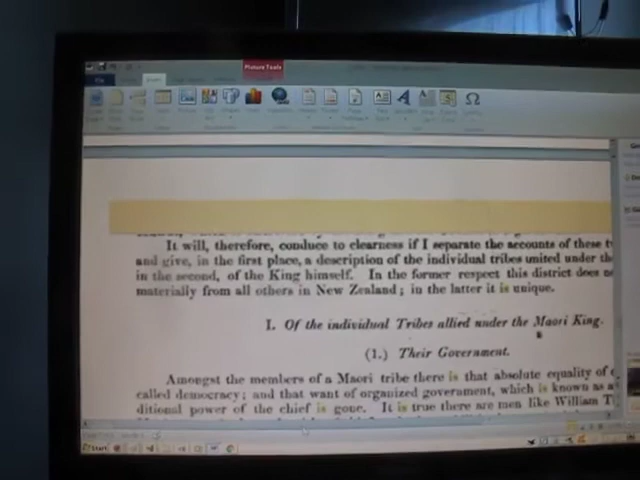 Picture Tools
File
It will, therefore, conduce to clearness if I separate the accounts of these t
and give, in the first place, a description of the individual tribes united under the
in the second, of the King himself. In the former respect this district does n
materially from all others in New Zealand; in the latter it is unique.
I. Of the individual Tribes allied under the Maori King.
(1.) Their Government.
Amongst the members of a Maori tribe there is that absolute equality of
called democracy; and that want of organized government, which is known as a
ditional power of the chief is gone. It is true there are men like William T
Start